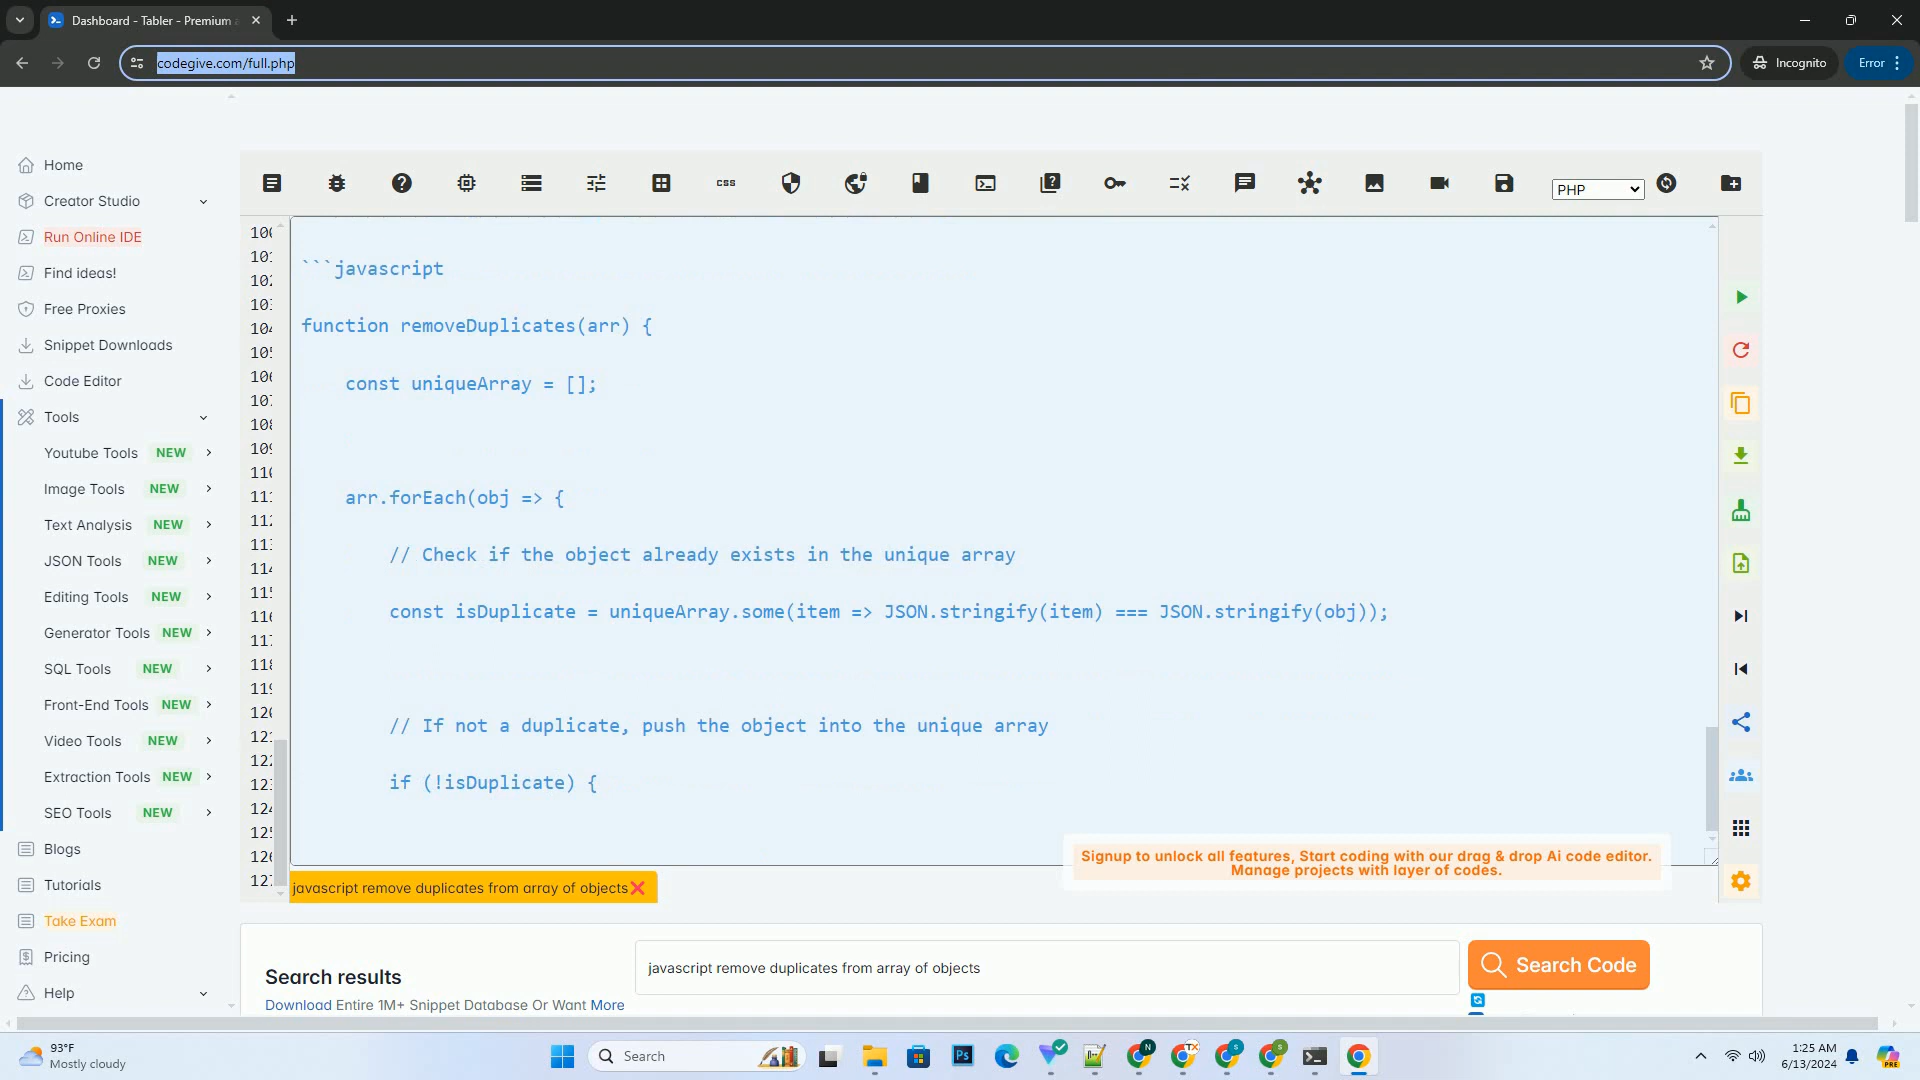 Dashboard - Tabler - Premium
codegive.com/full.php
Incognito
Error
Home
Creator Studio
Run Online IDE
Find ideas!
Free Proxies
Snippet Downloads
Code Editor
Tools
Youtube Tools NEW
Image Tools NEW
Text Analysis NEW
JSON Tools NEW
Editing Tools NEW
Generator Tools NEW
SQL Tools NEW
Front-End Tools NEW
Video Tools NEW
Extraction Tools NEW
SEO Tools NEW
Blogs
Tutorials
Take Exam
Pricing
Help
css
PHP
```javascript
function removeDuplicates(arr) {
const uniqueArray = [];
arr.forEach(obj => {
// Check if the object already exists in the unique array
const isDuplicate = uniqueArray.some(item => JSON.stringify(item) === JSON.stringify(obj));
// If not a duplicate, push the object into the unique array
if (!isDuplicate) {
Signup to unlock all features, Start coding with our drag & drop Ai code editor.
Manage projects with layer of codes.
javascript remove duplicates from array of objects
Search results
Download Entire 1M+ Snippet Database Or Want More
javascript remove duplicates from array of objects
Search Code
93°F
Mostly cloudy
Search
1:25 AM
6/13/2024